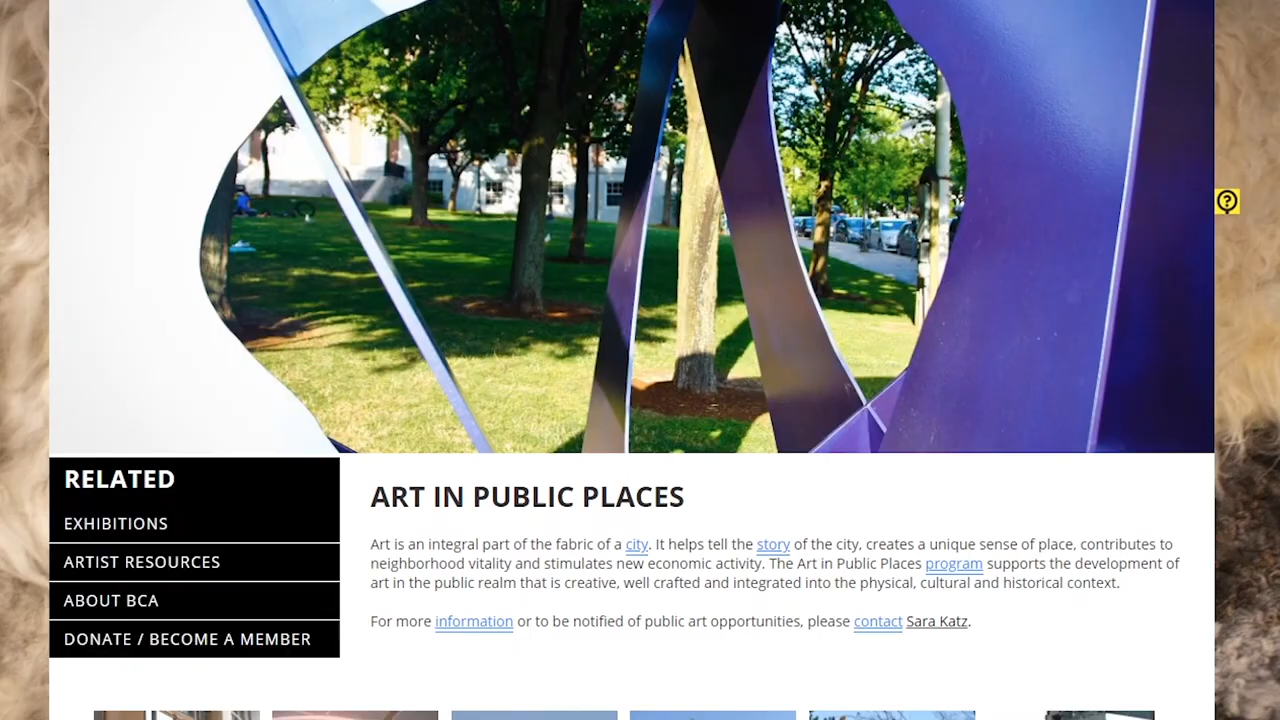 RELATED
EXHIBITIONS
ARTIST RESOURCES
ABOUT BCA
DONATE / BECOME A MEMBER
ART IN PUBLIC PLACES
Art is an integral part of the fabric of a city. It helps tell the story of the city, creates a unique sense of place, contributes to
neighborhood vitality and stimulates new economic activity. The Art in Public Places program supports the development of
art in the public realm that is creative, well crafted and integrated into the physical, cultural and historical context.
For more information or to be notified of public art opportunities, please contact Sara Katz.